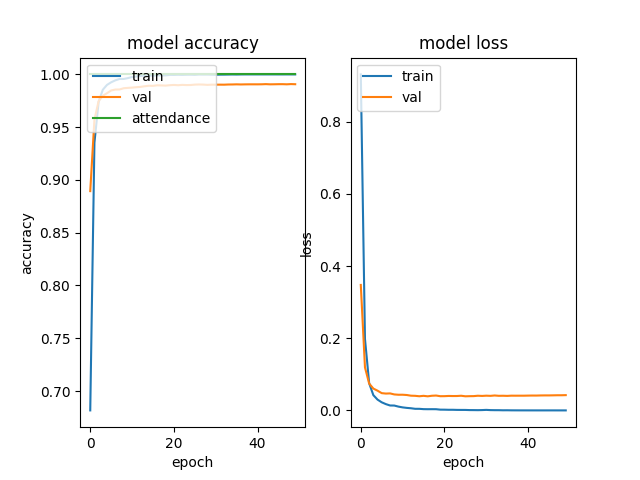 model accuracy
1.00
0.95
0.90
0.85
0.80
0.75
0.70
accuracy
0
20
40
epoch
train
val
attendance
model loss
0.8
0.6
0.4
0.2
0.0
loss
0
20
40
epoch
train
val